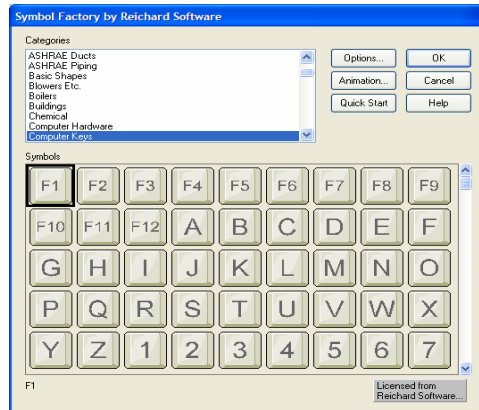 Symbol Factory by Reichard Software
Categories
ASHRAE Ducts
ASHRAE Piping
Basic Shapes
Blowers Etc.
Boilers
Buildings
Chemical
Computer Hardware
Computer Keys
Options... OK
Animation... Cancel
Quick Start Help
Symbols
F1 F2 F3 F4 F5 F6 F7 F8 F9
F10 F11 F12 A B C D E F
G H I J K L M N O
P Q R S T U V W X
Y Z 1 2 3 4 5 6 7
F1
Licensed from
Reichard Software...